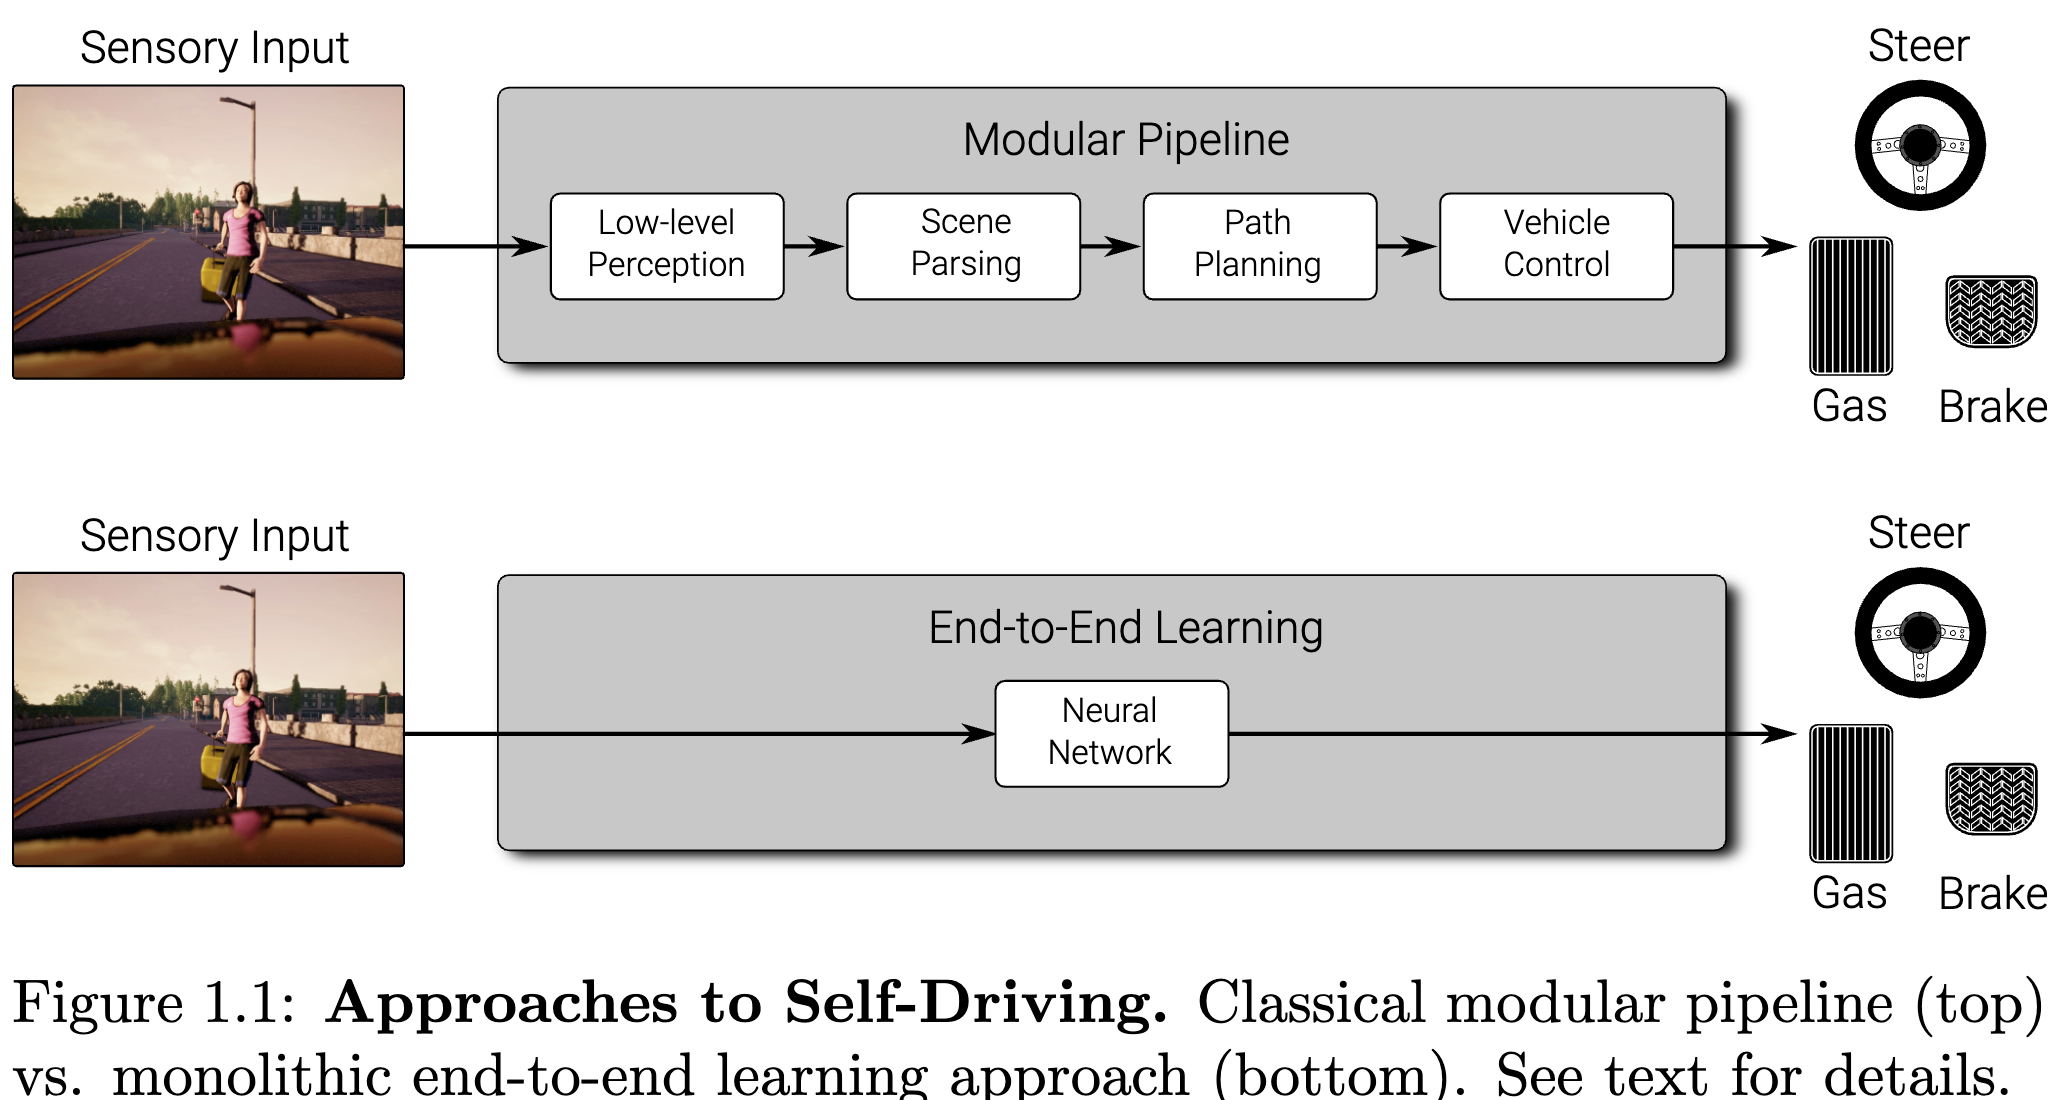 Sensory Input
Modular Pipeline
Low-level
Perception
Scene
Parsing
Path
Planning
Vehicle
Control
Steer
Gas
Brake
Sensory Input
End-to-End Learning
Neural
Network
Steer
Gas
Brake
Figure 1.1: Approaches to Self-Driving. Classical modular pipeline (top)
vs. monolithic end-to-end learning approach (bottom). See text for details.